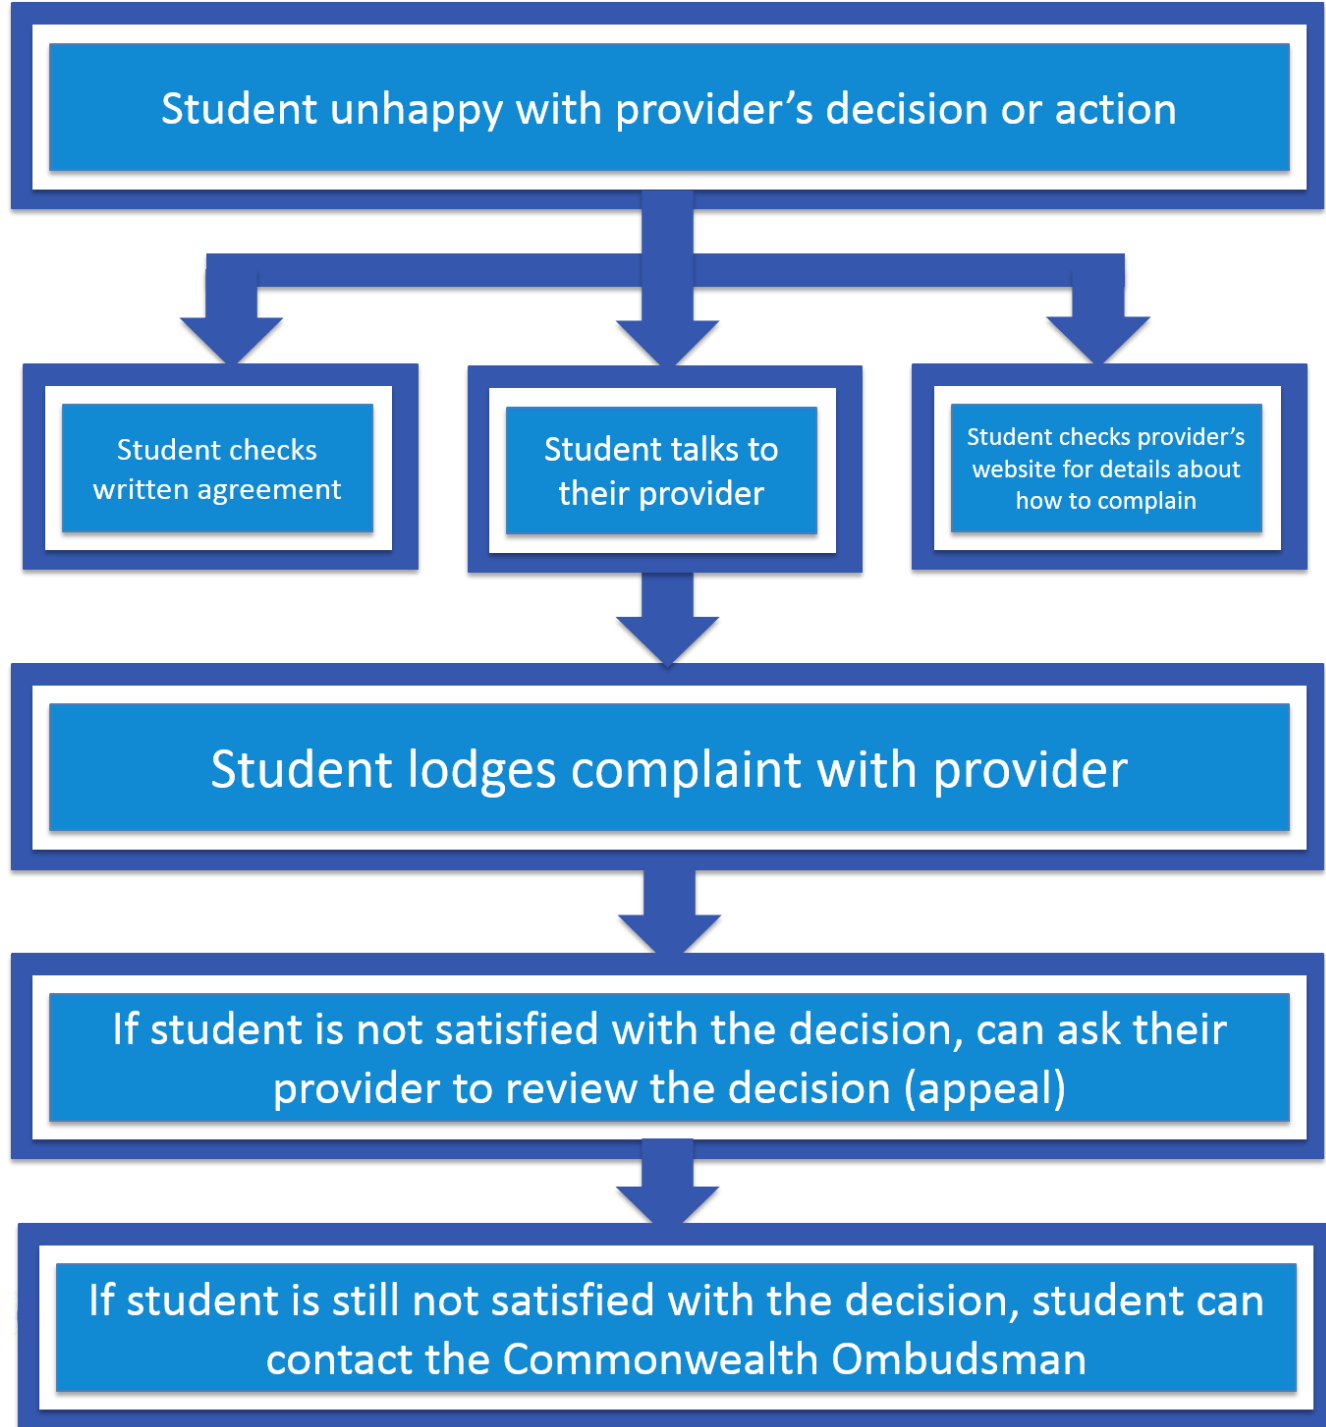 Student unhappy with provider’s decision or action
Student checks
written agreement
Student talks to
their provider
Student checks provider’s
website for details about
how to complain
Student lodges complaint with provider
If student is not satisfied with the decision, can ask their
provider to review the decision (appeal)
If student is still not satisfied with the decision, student can
contact the Commonwealth Ombudsman